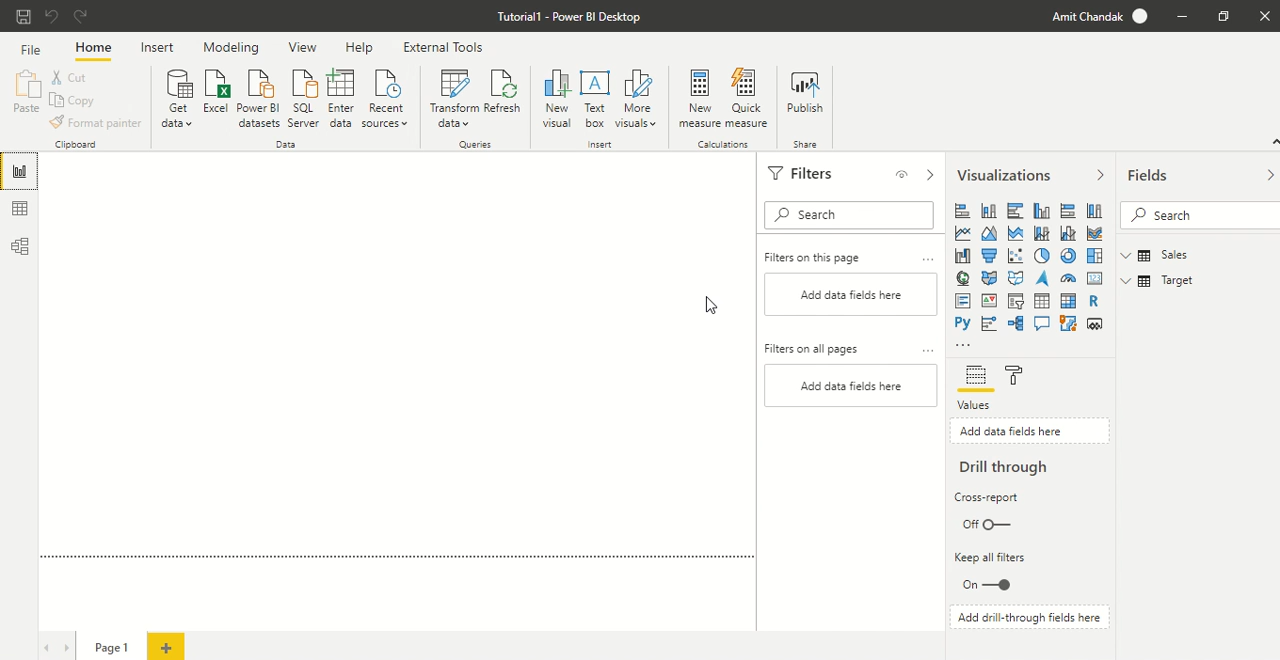 Tutorial1 - Power BI Desktop
Amit Chandak
File Home Insert Modeling View Help External Tools
Paste
Cut
Copy
Format painter
Clipboard
Get data
Excel
Power BI datasets
SQL Server
Enter data
Recent sources
Data
Transform data
Refresh
Queries
New visual
A
Text box
More visuals
Insert
New measure
Quick measure
Calculations
Publish
Share
Filters
Search
Filters on this page
...
Add data fields here
Filters on all pages
...
Add data fields here
Visualizations
123
R
Py
...
Values
Add data fields here
Drill through
Cross-report
Off
Keep all filters
On
Add drill-through fields here
Fields
Search
Sales
Target
Page 1
+